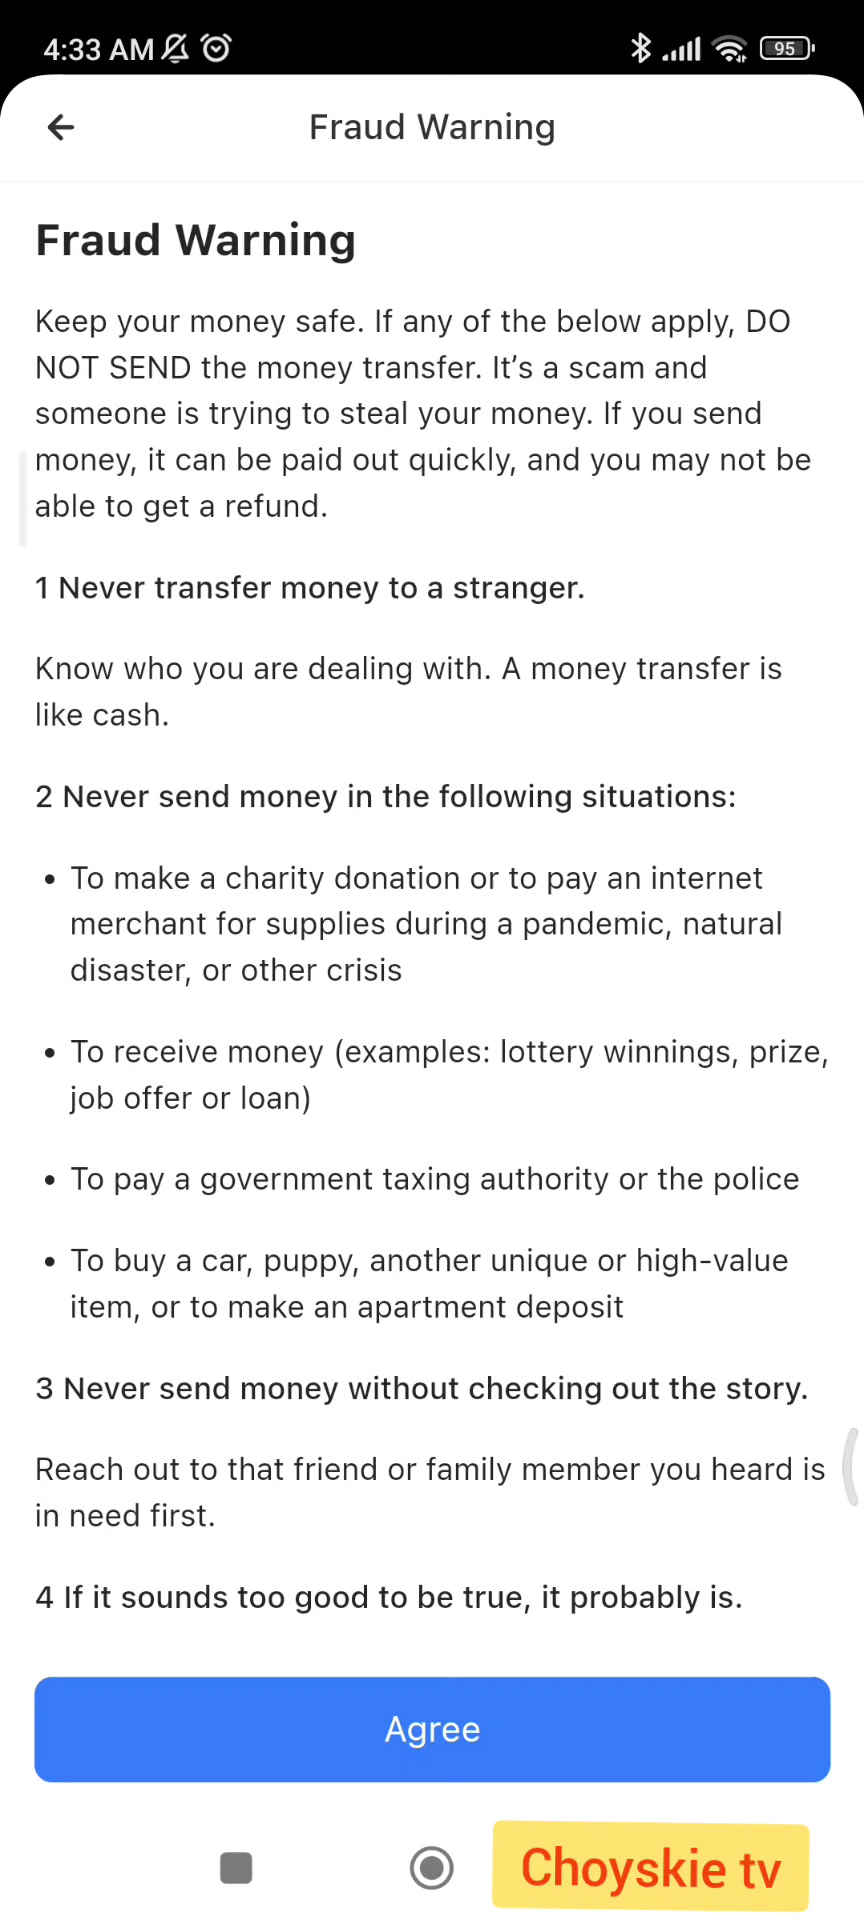 4:33 AM
95
Fraud Warning
Fraud Warning
Keep your money safe. If any of the below apply, DO
NOT SEND the money transfer. It’s a scam and
someone is trying to steal your money. If you send
money, it can be paid out quickly, and you may not be
able to get a refund.
1 Never transfer money to a stranger.
Know who you are dealing with. A money transfer is
like cash.
2 Never send money in the following situations:
• To make a charity donation or to pay an internet
merchant for supplies during a pandemic, natural
disaster, or other crisis
• To receive money (examples: lottery winnings, prize,
job offer or loan)
• To pay a government taxing authority or the police
• To buy a car, puppy, another unique or high-value
item, or to make an apartment deposit
3 Never send money without checking out the story.
Reach out to that friend or family member you heard is
in need first.
4 If it sounds too good to be true, it probably is.
Agree
Choyskie tv